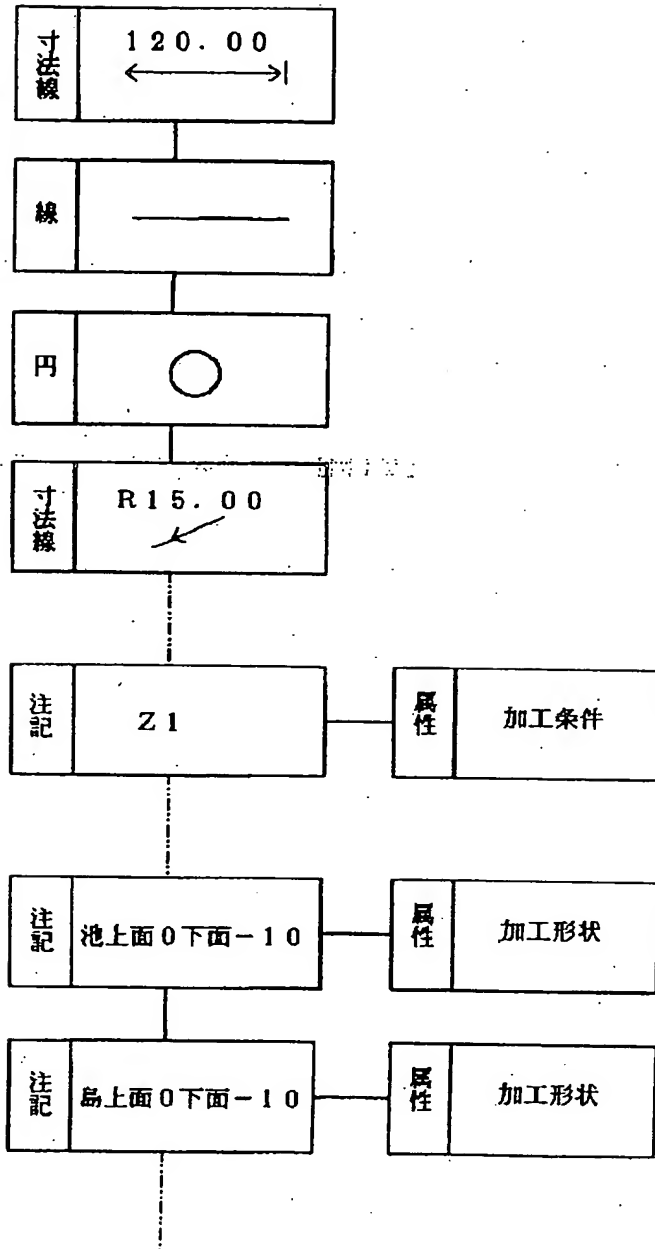 寸法線 120.00
線
円
寸法線 R15.00
注記 Z1 属性 加工条件
注記 池上面0下面-10 属性 加工形状
注記 島上面0下面-10 属性 加工形状